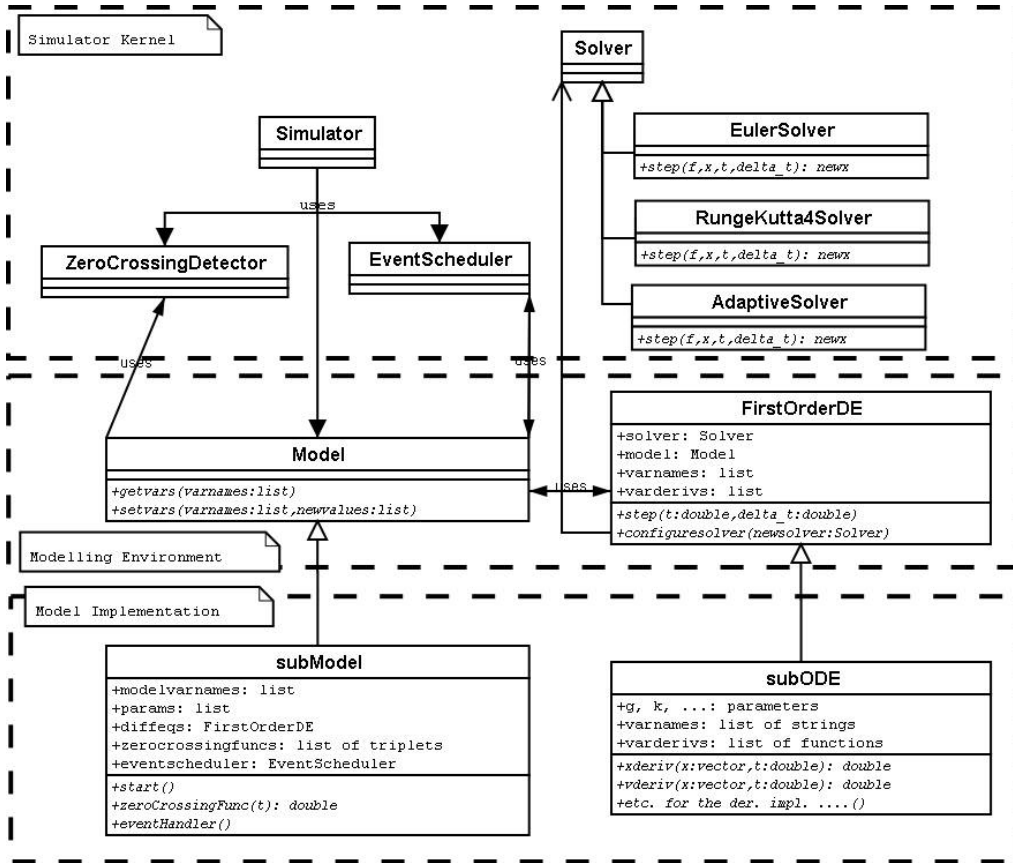 Simulator Kernel
Solver
Simulator
EulerSolver
+step(f,x,t,delta_t): newx
uses
RungeKutta4Solver
+step(f,x,t,delta_t): newx
ZeroCrossingDetector
EventScheduler
AdaptiveSolver
+step(f,x,t,delta_t): newx
uses
uses
FirstOrderDE
+solver: Solver
+model: Model
+varnames: list
+varderivs: list
+step(t:double,delta_t:double)
+configuresolver(newsolver:Solver)
Model
+getvars(varnames:list)
+setvars(varnames:list,newvalues:list)
uses
Modelling Environment
Model Implementation
subModel
+modelvarnames: list
+params: list
+diffeqs: FirstOrderDE
+zerocrossingfuncs: list of triplets
+eventscheduler: EventScheduler
+start()
+zeroCrossingFunc(t): double
+eventHandler()
subODE
+g, k, ...: parameters
+varnames: list of strings
+varderivs: list of functions
+xderiv(x:vector,t:double): double
+vderiv(x:vector,t:double): double
+etc. for the der. impl. ....()